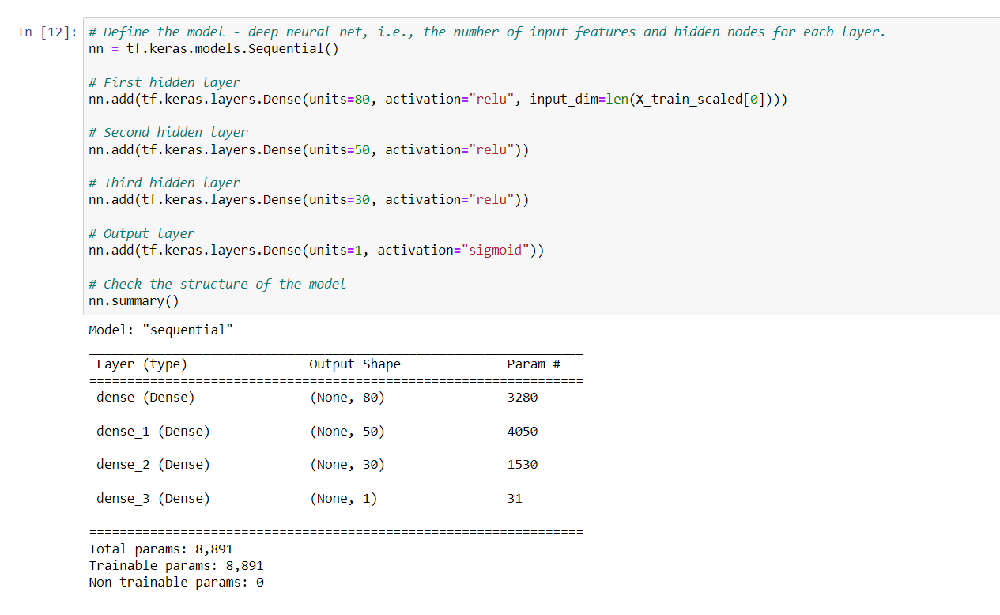 In [12]: # Define the model - deep neural net, i.e., the number of input features and hidden nodes for each layer.
nn = tf.keras.models.Sequential()
# First hidden layer
nn.add(tf.keras.layers.Dense(units=80, activation="relu", input_dim=len(X_train_scaled[0])))
# Second hidden layer
nn.add(tf.keras.layers.Dense(units=50, activation="relu"))
# Third hidden layer
nn.add(tf.keras.layers.Dense(units=30, activation="relu"))
# Output layer
nn.add(tf.keras.layers.Dense(units=1, activation="sigmoid"))
# Check the structure of the model
nn.summary()
Model: "sequential"
_________________________________________________________________
Layer (type) Output Shape Param #
=================================================================
dense (Dense) (None, 80) 3280
dense_1 (Dense) (None, 50) 4050
dense_2 (Dense) (None, 30) 1530
dense_3 (Dense) (None, 1) 31
=================================================================
Total params: 8,891
Trainable params: 8,891
Non-trainable params: 0
_________________________________________________________________